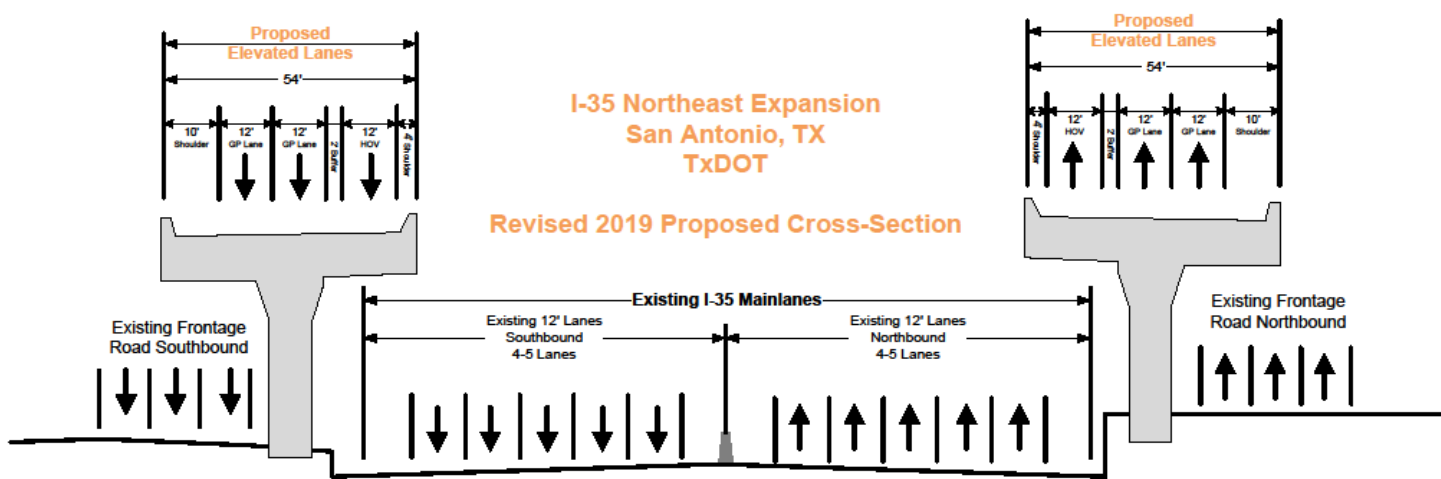 Proposed
Elevated Lanes
54'
10'
Shoulder
12'
GP Lane
12'
GP Lane
2' Buffer
12'
HOV
4' Shoulder
I-35 Northeast Expansion
San Antonio, TX
TxDOT
Revised 2019 Proposed Cross-Section
Proposed
Elevated Lanes
54'
4' Shoulder
12'
HOV
2' Buffer
12'
GP Lane
12'
GP Lane
10'
Shoulder
Existing I-35 Mainlanes
Existing Frontage
Road Southbound
Existing 12' Lanes
Southbound
4-5 Lanes
Existing 12' Lanes
Northbound
4-5 Lanes
Existing Frontage
Road Northbound